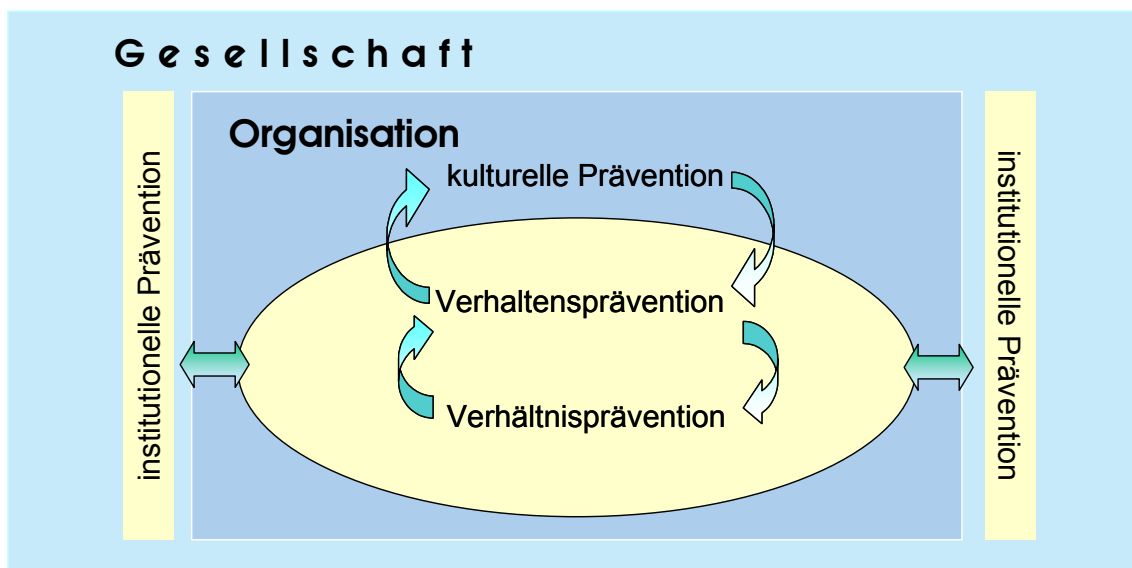 Gesellschaft
Organisation
institutionelle Prävention
kulturelle Prävention
Verhaltensprävention
Verhältnisprävention
institutionelle Prävention